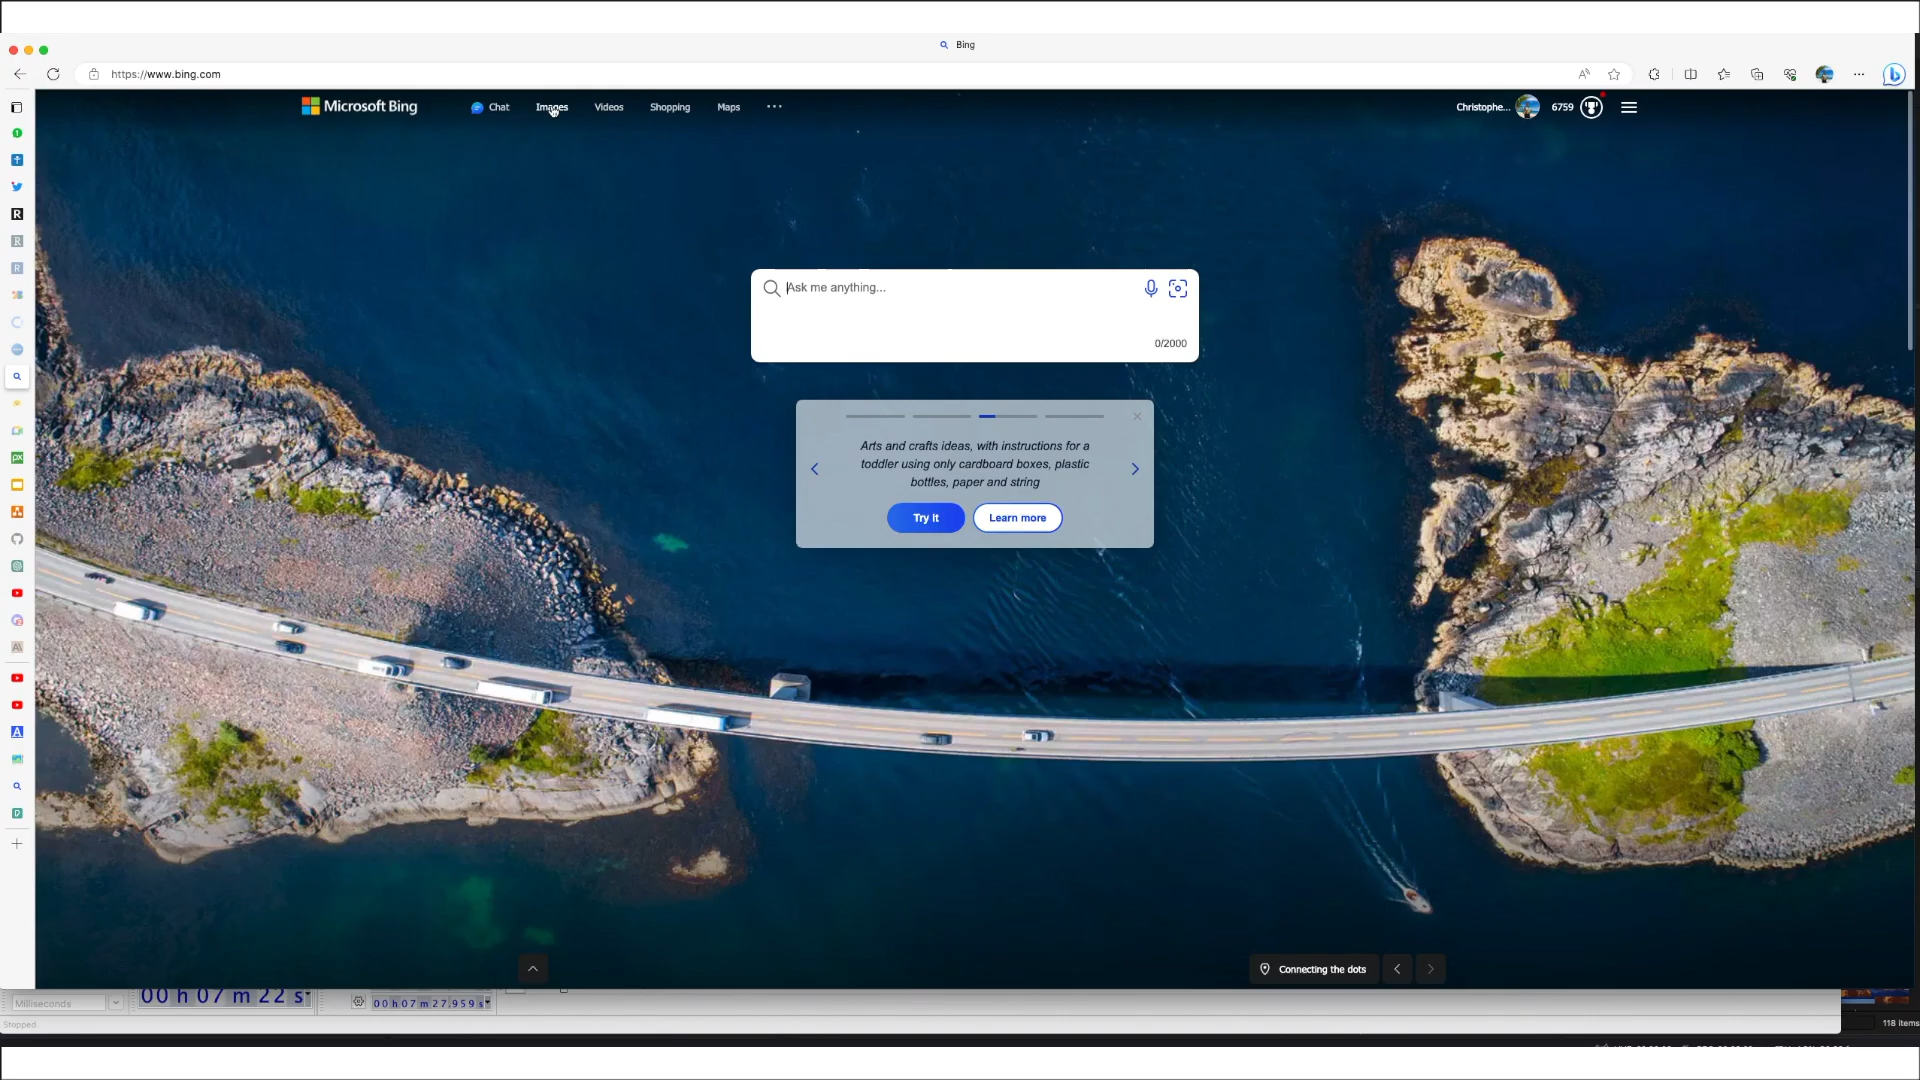 Bing
https://www.bing.com
Microsoft Bing
Chat
Images
Videos
Shopping
Maps
Christophe...
6759
Ask me anything...
0/2000
Arts and crafts ideas, with instructions for a
toddler using only cardboard boxes, plastic
bottles, paper and string
Try it
Learn more
Connecting the dots
Milliseconds
00 h 07 m 22 s
00 h 07 m 27.959 s
Stopped
118 items